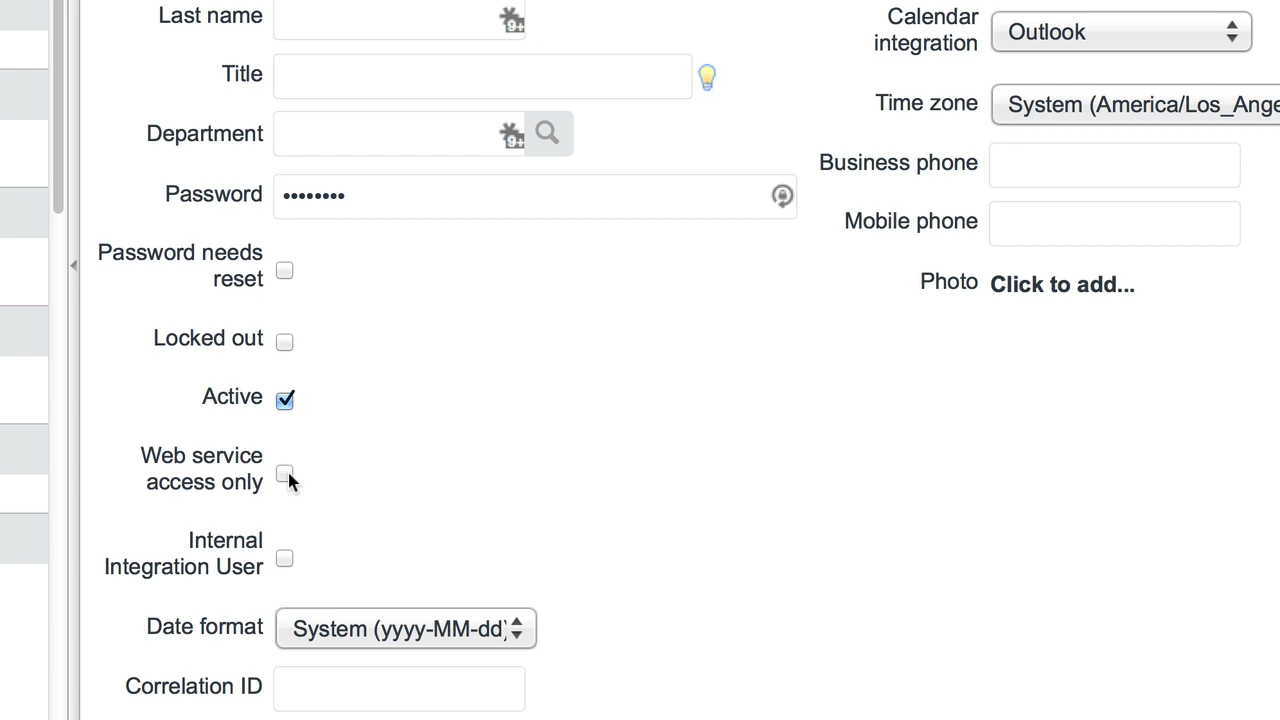 Last name
Title
Department
Password ••••••••
Password needs
reset
Locked out
Active
Web service
access only
Internal
Integration User
Date format System (yyyy-MM-dd)
Correlation ID
Calendar
integration Outlook
Time zone System (America/Los_Ange
Business phone
Mobile phone
Photo Click to add...